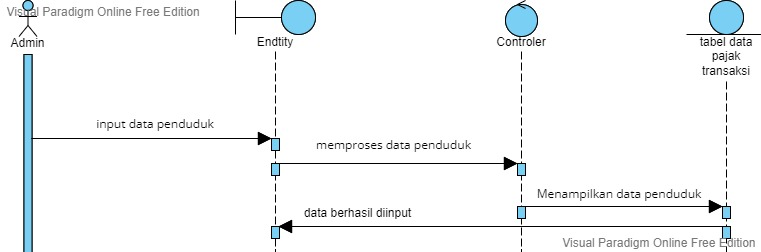 Visual Paradigm Online Free Edition
Admin
Endtity
Controler
tabel data
pajak
transaksi
input data penduduk
memproses data penduduk
Menampilkan data penduduk
data berhasil diinput
Visual Paradigm Online Free Edition